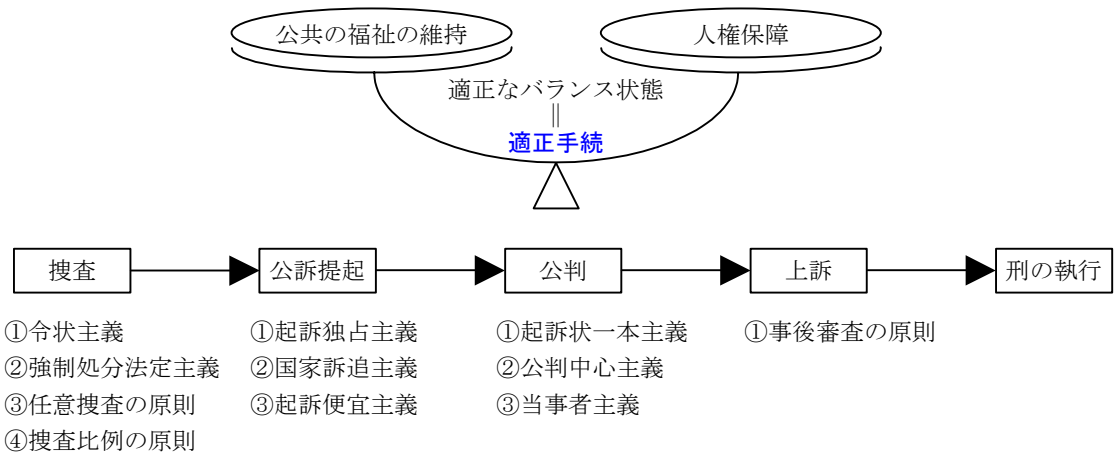 公共の福祉の維持
人権保障
適正なバランス状態
||
適正手続
捜査
公訴提起
公判
上訴
刑の執行
①令状主義
②強制処分法定主義
③任意捜査の原則
④捜査比例の原則
①起訴独占主義
②国家訴追主義
③起訴便宜主義
①起訴状一本主義
②公判中心主義
③当事者主義
①事後審査の原則